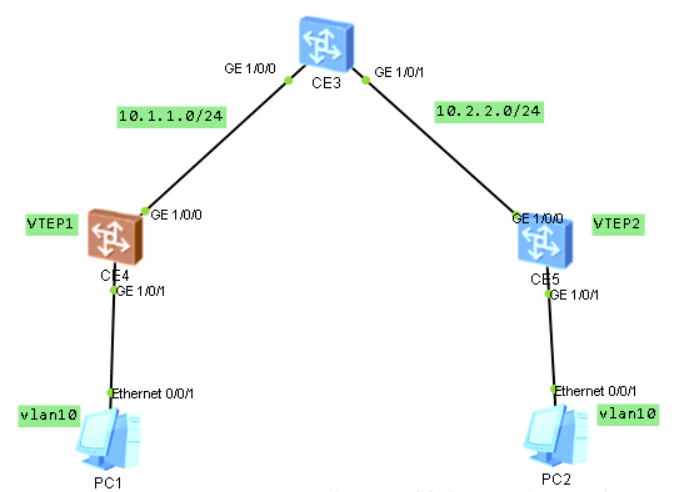 GE 1/0/0
GE 1/0/1
CE3
10.1.1.0/24
10.2.2.0/24
VTEP1
GE 1/0/0
GE 1/0/0
VTEP2
CE4
CE5
GE 1/0/1
GE 1/0/1
Ethernet 0/0/1
Ethernet 0/0/1
vlan10
vlan10
PC1
PC2